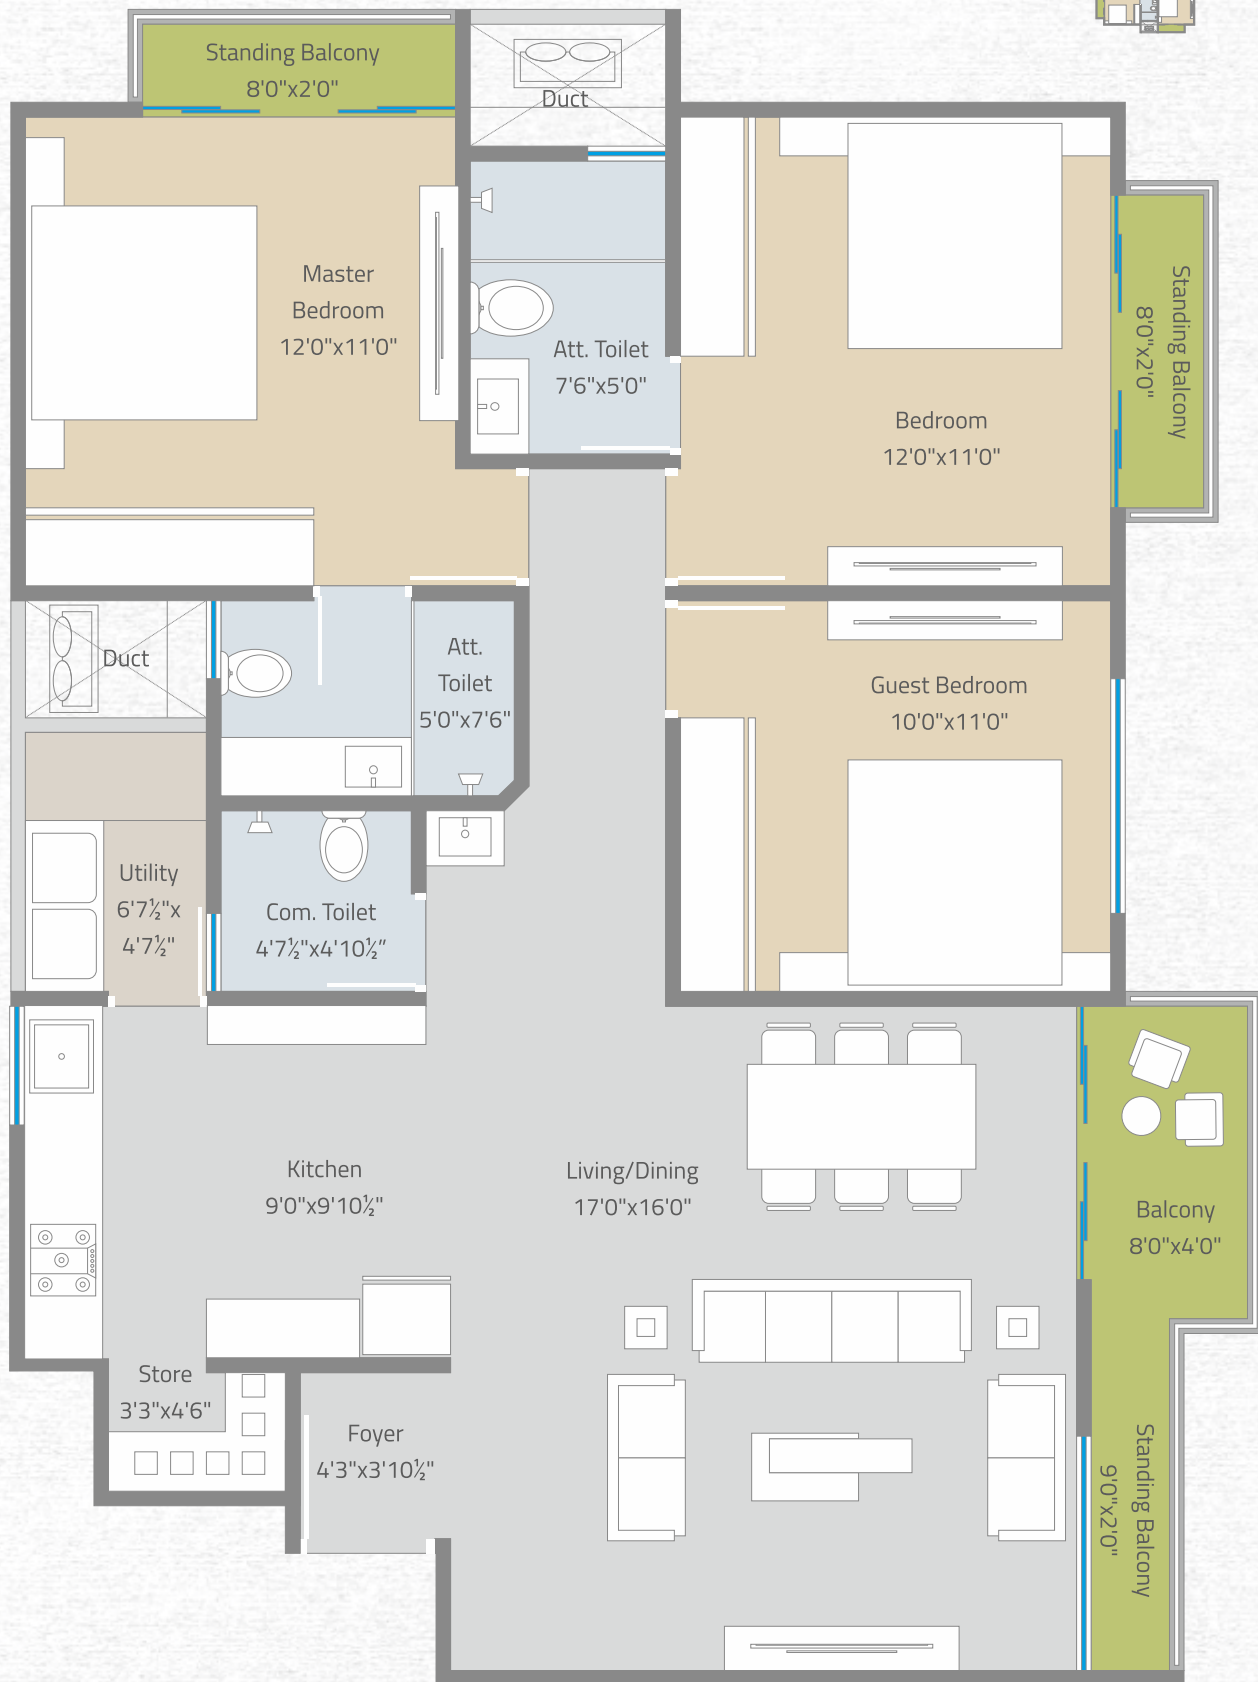 Standing Balcony
8'0"x2'0"
Duct
Master
Bedroom
12'0"x11'0"
Att. Toilet
7'6"x5'0"
Bedroom
12'0"x11'0"
Standing Balcony
8'0"x2'0"
Duct
Att.
Toilet
5'0"x7'6"
Guest Bedroom
10'0"x11'0"
Utility
6'7½"x
4'7½"
Com. Toilet
4'7½"x4'10½”
Kitchen
9'0"x9'10½"
Living/Dining
17'0"x16'0"
Balcony
8'0"x4'0"
Store
3'3"x4'6"
Foyer
4'3"x3'10½"
Standing Balcony
9'0"x2'0"